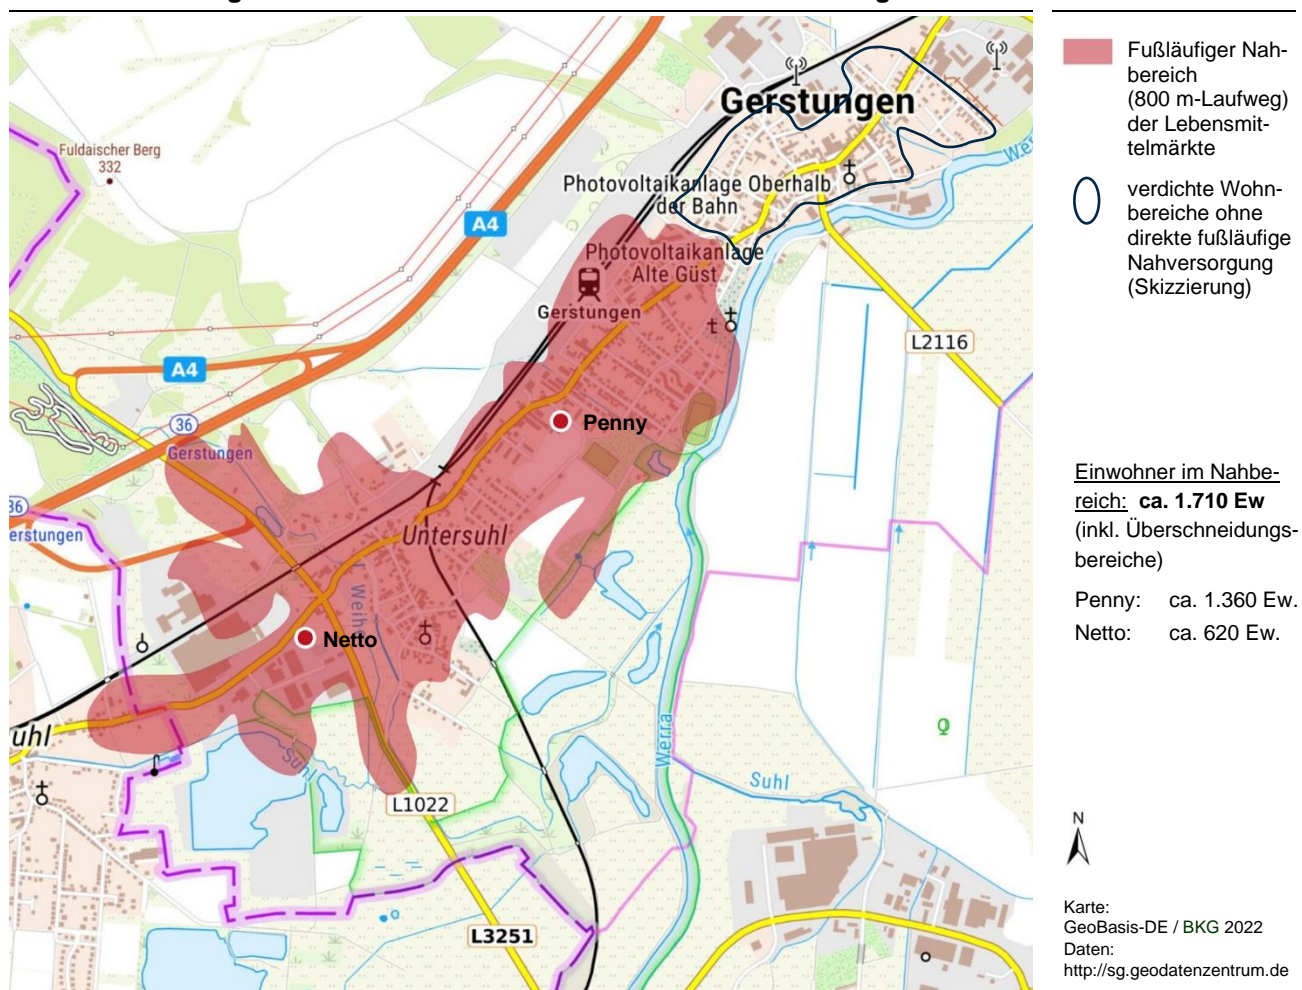 Gerstungen
Fuldaischer Berg
332
Photovoltaikanlage Oberhalb
der Bahn
A4
Photovoltaikanlage
Alte Güst
Gerstungen
L2116
A4
36
Gerstungen
Penny
36
erstungen
Untersuhl
Weih
Netto
Werra
uhl
Suhl
Suhl
L1022
L3251
We
Fußläufiger Nah-
bereich
(800 m-Laufweg)
der Lebensmit-
telmärkte
verdichte Wohn-
bereiche ohne
direkte fußläufige
Nahversorgung
(Skizzierung)
Einwohner im Nahbe-
reich: ca. 1.710 Ew
(inkl. Überschneidungs-
bereiche)
Penny: ca. 1.360 Ew.
Netto: ca. 620 Ew.
N
Karte:
GeoBasis-DE / BKG 2022
Daten:
http://sg.geodatenzentrum.de